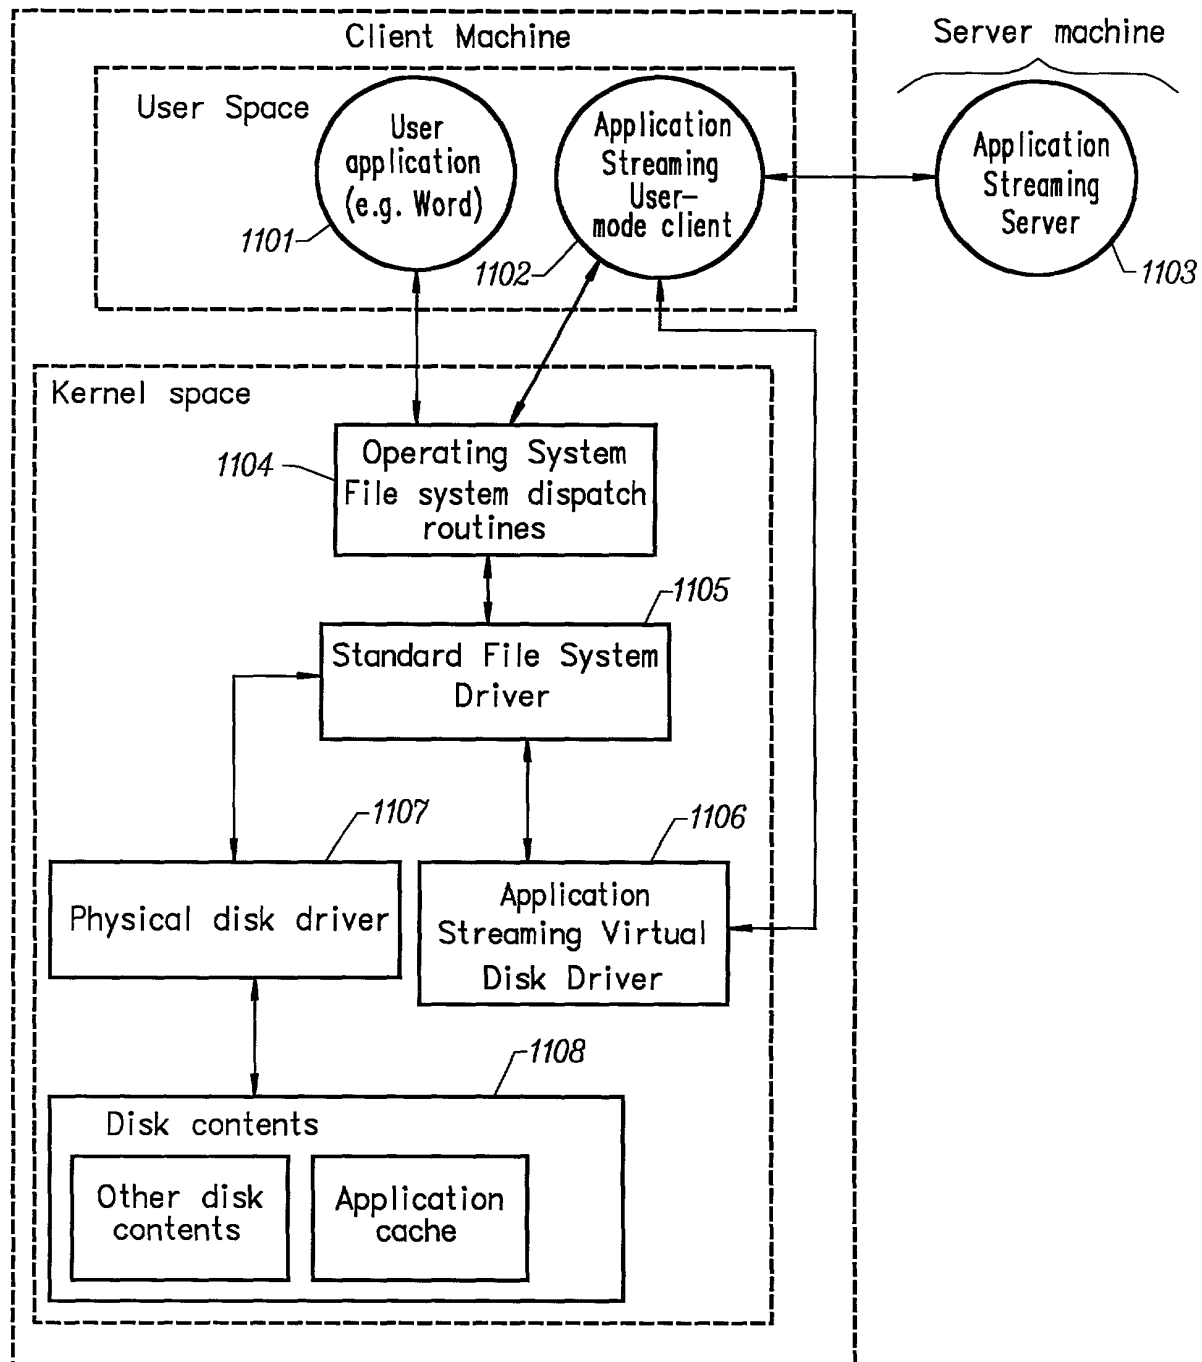 Client Machine
Server machine
User Space
User
application
(e.g. Word)
1101
Application
Streaming
User-
mode client
1102
Application
Streaming
Server
1103
Kernel space
1104
Operating System
File system dispatch
routines
1105
Standard File System
Driver
1107
Physical disk driver
1106
Application
Streaming Virtual
Disk Driver
1108
Disk contents
Other disk
contents
Application
cache